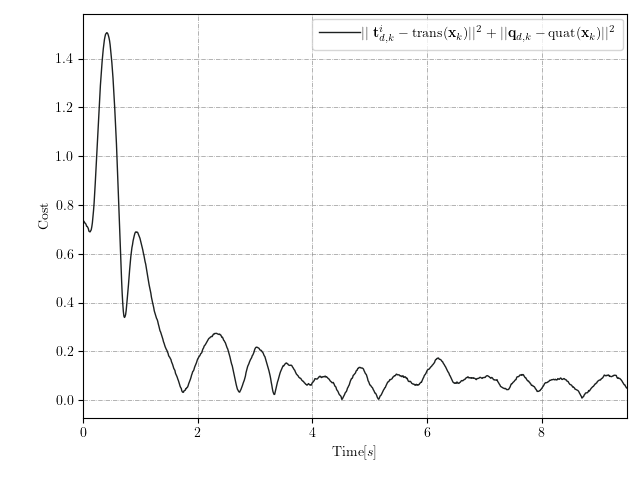 || t^i_{d,k} − trans(x_k)||² + ||q_{d,k} − quat(x_k)||²
1.4
1.2
1.0
0.8
0.6
0.4
0.2
0.0
Cost
0 2 4 6 8
Time[s]